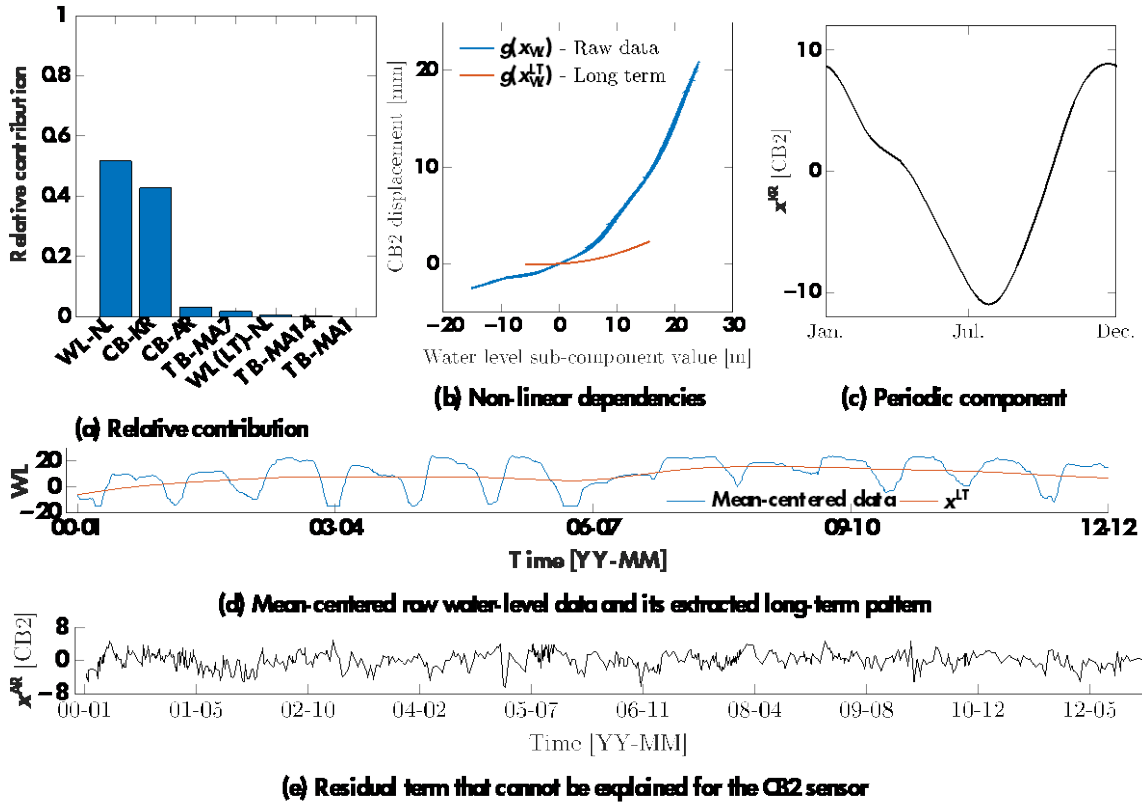 1
0.8
0.6
0.4
0.2
0
Relative contribution
WL-NL
CB-KR
CB-AR
TB-MA7
WL(LT)-NL
TB-MA14
TB-MA1
(a) Relative contribution
20
10
0
CB2 displacement [mm]
g(x_WL) - Raw data
g(x_WL^LT) - Long term
-20 -10 0 10 20 30
Water level sub-component value [m]
(b) Non-linear dependencies
10
0
-10
x^KR [CB2]
Jan. Jul. Dec.
(c) Periodic component
WL
20
0
-20
Mean-centered data x^LT
00-01 03-04 06-07 09-10 12-12
Time [YY-MM]
(d) Mean-centered raw water-level data and its extracted long-term pattern
x^AR [CB2]
8
0
-8
00-01 01-05 02-10 04-02 05-07 06-11 08-04 09-08 10-12 12-05
Time [YY-MM]
(e) Residual term that cannot be explained for the CB2 sensor